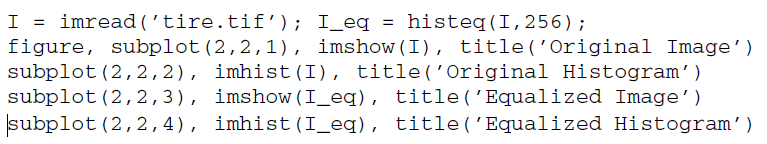 I = imread(’tire.tif’); I_eq = histeq(I,256);
figure, subplot(2,2,1), imshow(I), title(’Original Image’)
subplot(2,2,2), imhist(I), title(’Original Histogram’)
subplot(2,2,3), imshow(I_eq), title(’Equalized Image’)
subplot(2,2,4), imhist(I_eq), title(’Equalized Histogram’)